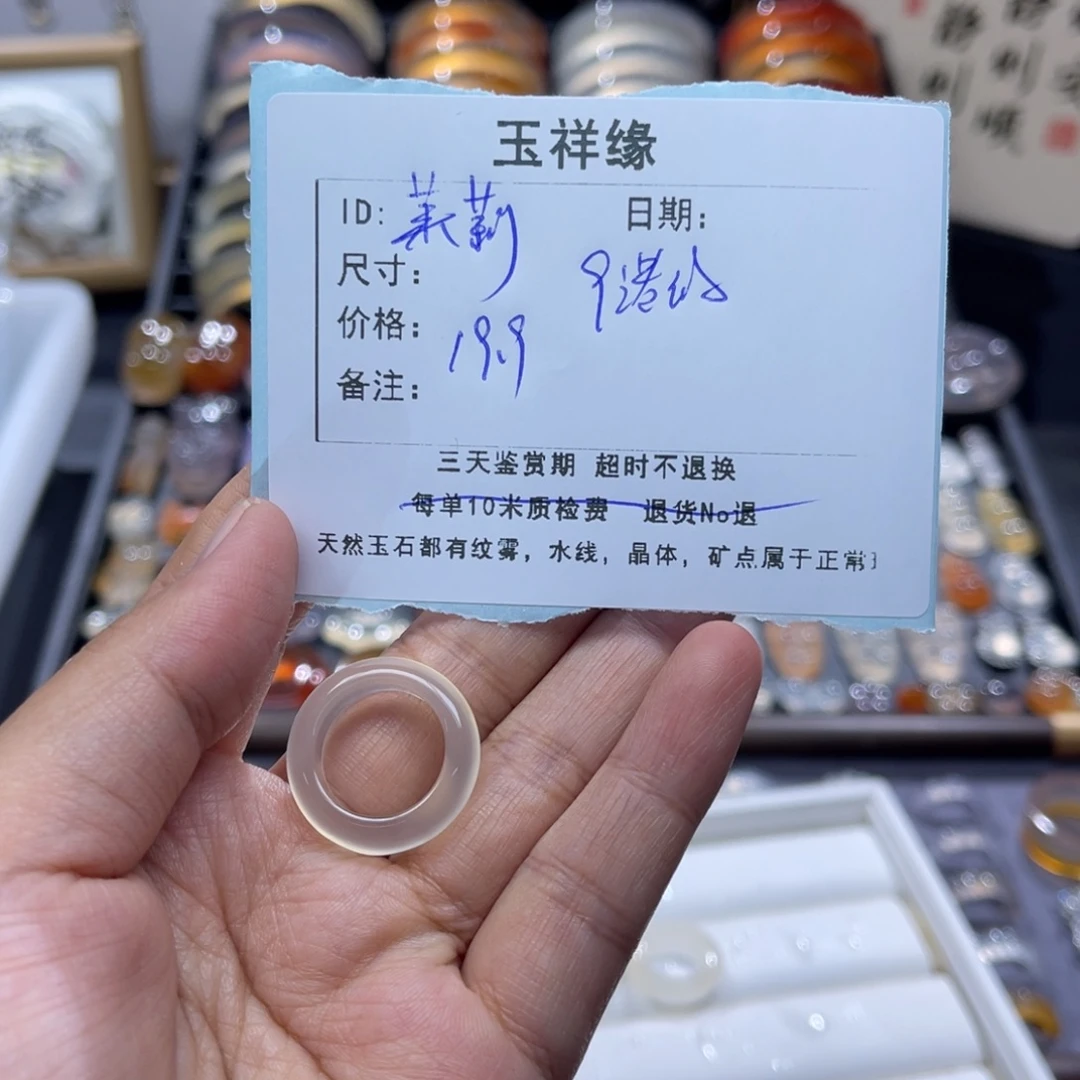 玉祥缘
ID: 茉莉 日期:
尺寸: 9港件
价格: 19.9
备注:
三天鉴赏期 超时不退换
每单10米质检费 退货No退
天然玉石都有纹雾，水线，晶体，矿点属于正常